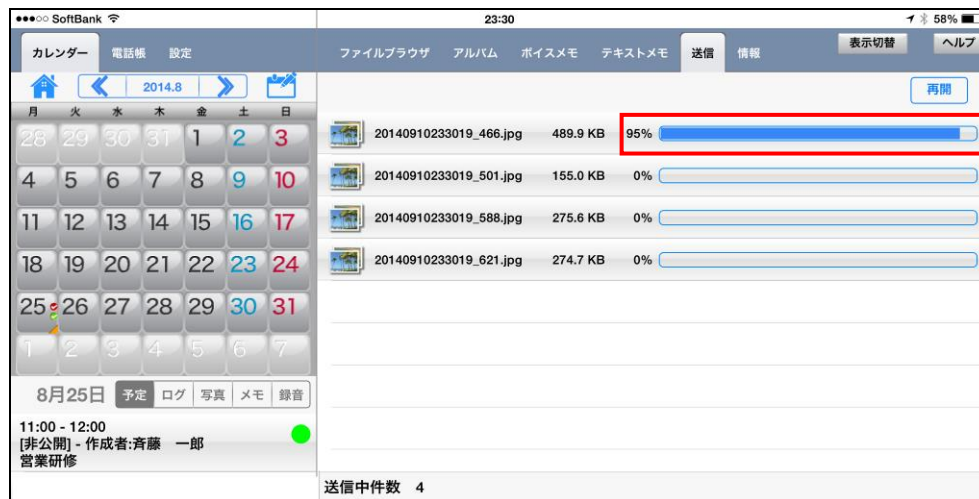 ●●●○○ SoftBank 23:30 58%
カレンダー 電話帳 設定 ファイルブラウザ アルバム ボイスメモ テキストメモ 送信 情報 表示切替 ヘルプ
2014.8
再開
月 火 水 木 金 土 日
28 29 30 31 1 2 3
4 5 6 7 8 9 10
11 12 13 14 15 16 17
18 19 20 21 22 23 24
25 26 27 28 29 30 31
1 2 3 4 5 6 7
20140910233019_466.jpg 489.9 KB 95%
20140910233019_501.jpg 155.0 KB 0%
20140910233019_588.jpg 275.6 KB 0%
20140910233019_621.jpg 274.7 KB 0%
8月25日 予定 ログ 写真 メモ 録音
11:00 - 12:00
[非公開] - 作成者:斉藤 一郎
営業研修
送信中件数 4